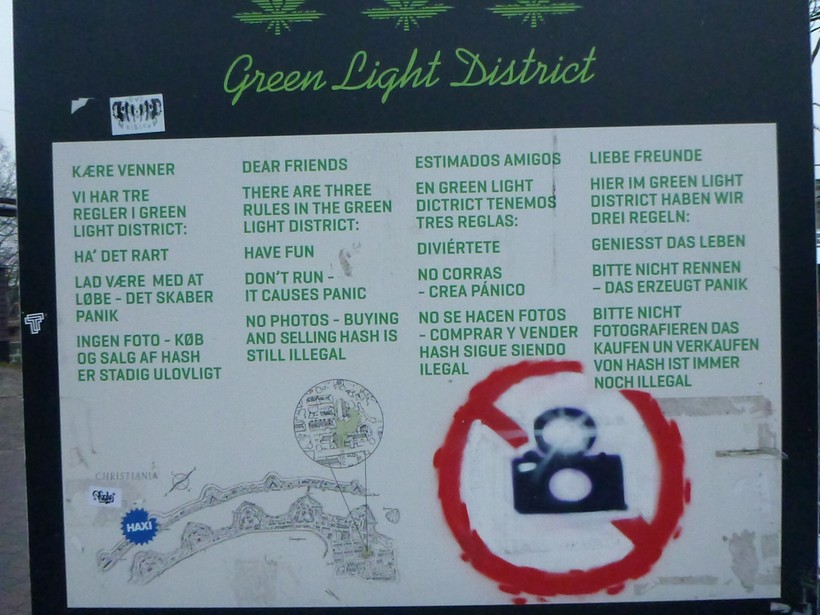 Green Light District
KÆRE VENNER
VI HAR TRE
REGLER I GREEN
LIGHT DISTRICT:
HA' DET RART
LAD VÆRE MED AT
LØBE - DET SKABER
PANIK
INGEN FOTO - KØB
OG SALG AF HASH
ER STADIG ULOVLIGT
DEAR FRIENDS
THERE ARE THREE
RULES IN THE GREEN
LIGHT DISTRICT:
HAVE FUN
DON'T RUN -
IT CAUSES PANIC
NO PHOTOS - BUYING
AND SELLING HASH IS
STILL ILLEGAL
ESTIMADOS AMIGOS
EN GREEN LIGHT
DICTRICT TENEMOS
TRES REGLAS:
DIVIÉRTETE
NO CORRAS
- CREA PÁNICO
NO SE HACEN FOTOS
- COMPRAR Y VENDER
HASH SIGUE SIENDO
ILEGAL
LIEBE FREUNDE
HIER IM GREEN LIGHT
DISTRICT HABEN WIR
DREI REGELN:
GENIESST DAS LEBEN
BITTE NICHT RENNEN
- DAS ERZEUGT PANIK
BITTE NICHT
FOTOGRAFIEREN DAS
KAUFEN UN VERKAUFEN
VON HASH IST IMMER
NOCH ILLEGAL
CHRISTIANIA
HAXI